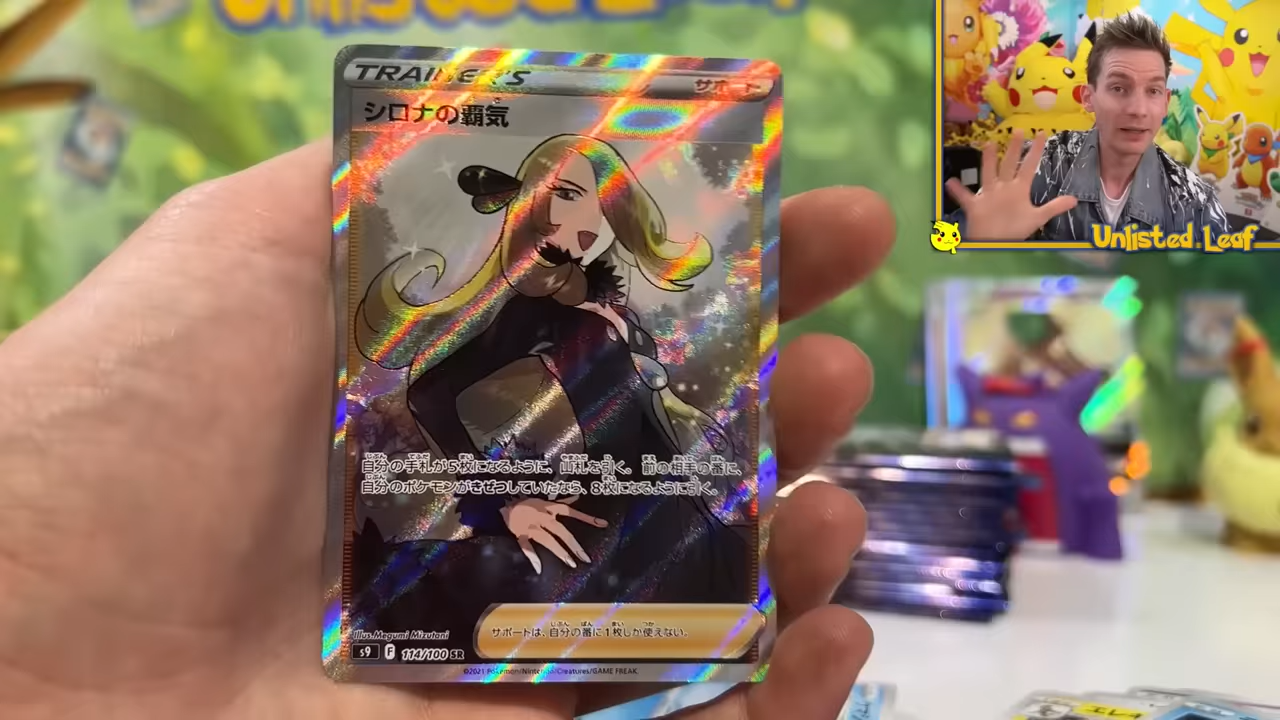 Unlisted Leaf
TRAINER'S
サポート
シロナの覇気
自分の手札が5枚になるように、山札を引く。前の相手の番に、
自分のポケモンがきぜつしていたなら、8枚になるように引く。
Illus. Megumi Mizutani
サポートは、自分の番に1枚しか使えない。
s9 F 114/100 SR
©2021 Pokémon/Nintendo/Creatures/GAME FREAK.
Unlisted Leaf